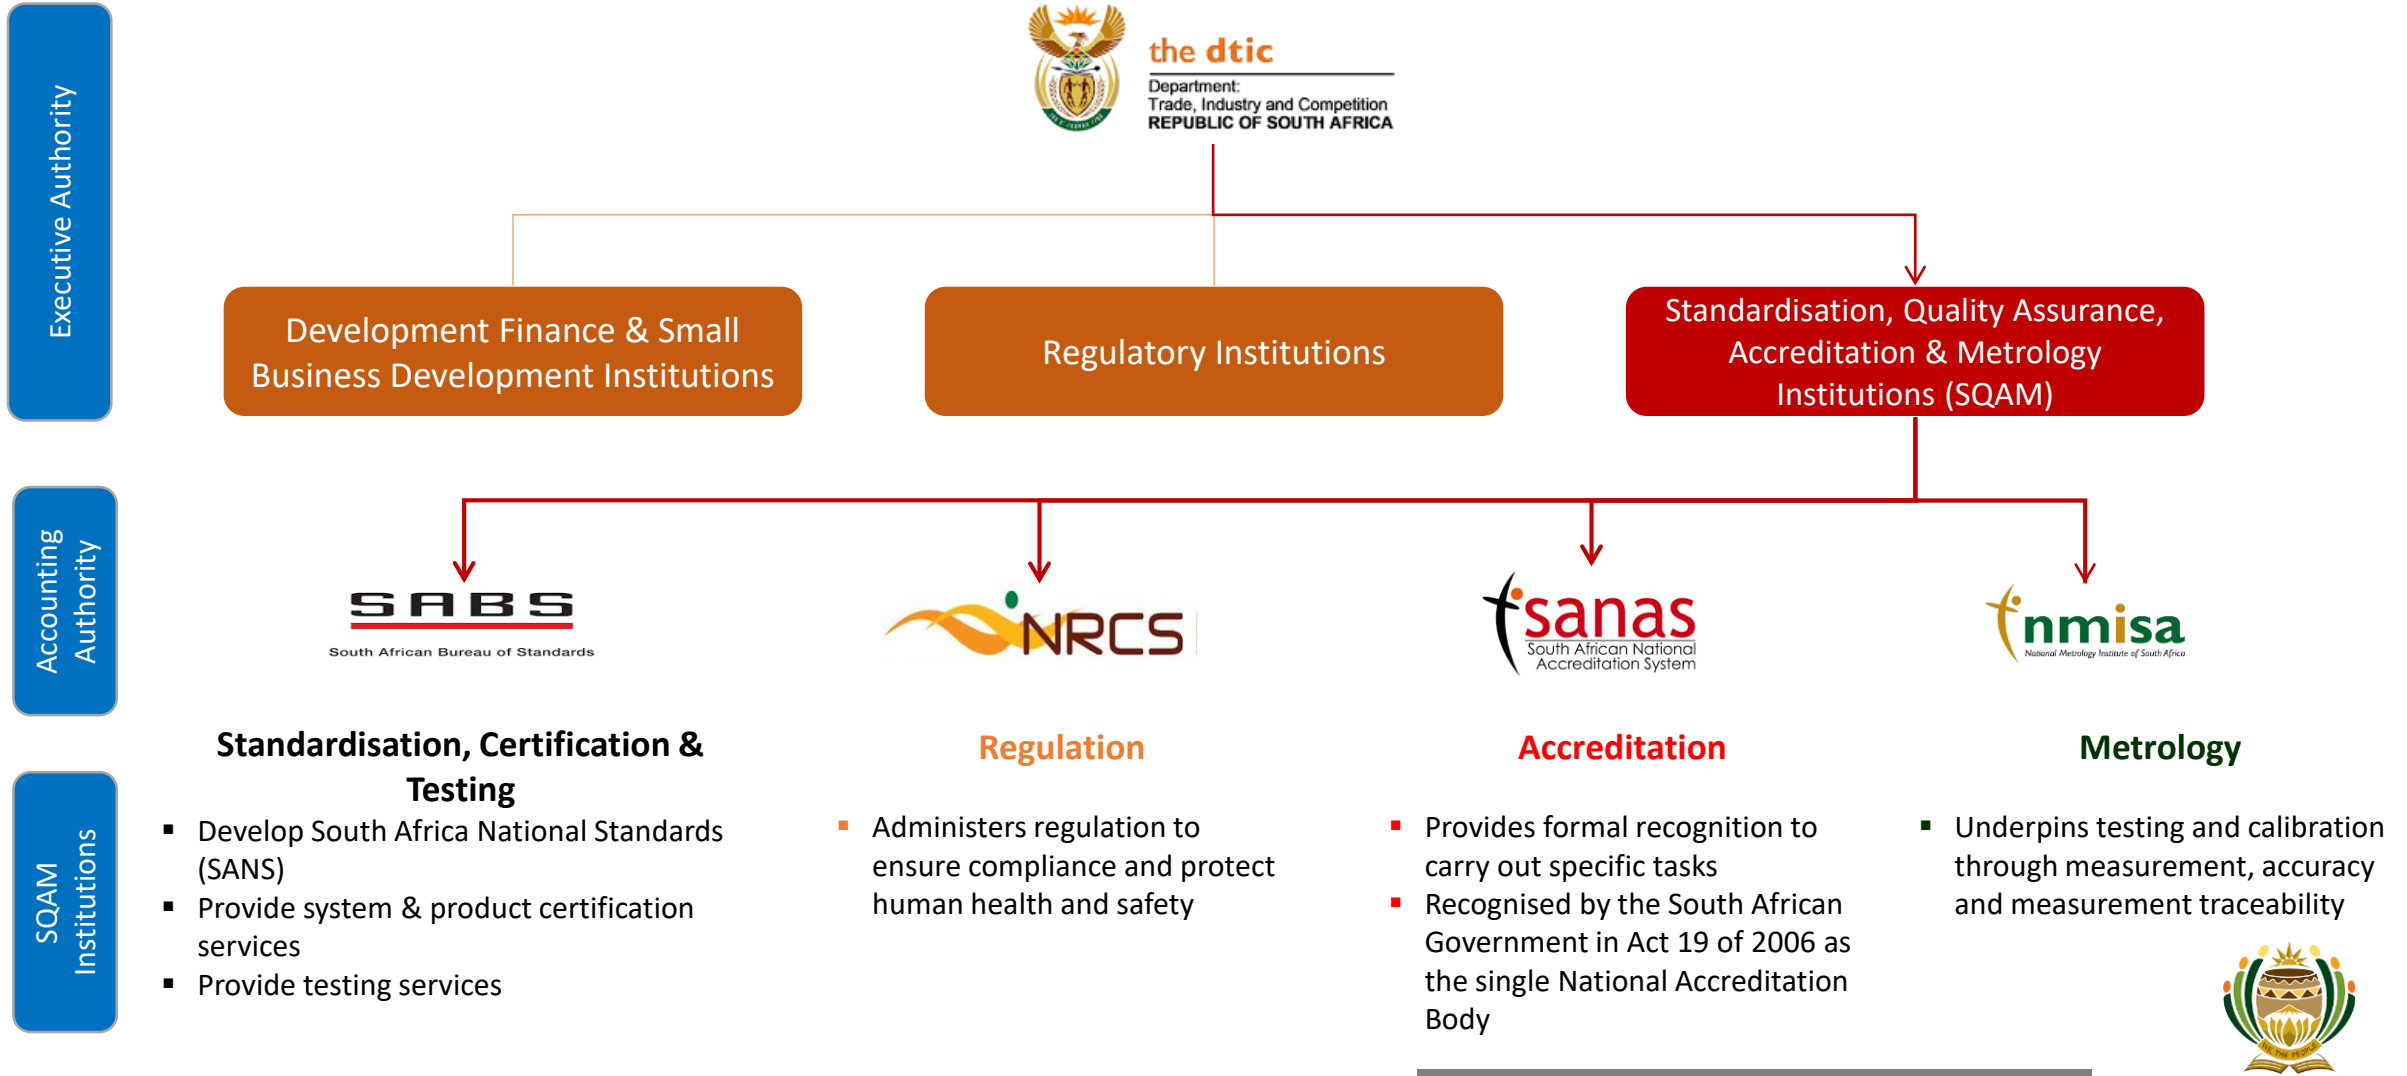 Executive Authority
the dtic
Department:
Trade, Industry and Competition
REPUBLIC OF SOUTH AFRICA
Development Finance & Small
Business Development Institutions
Regulatory Institutions
Standardisation, Quality Assurance,
Accreditation & Metrology
Institutions (SQAM)
Accounting
Authority
SABS
South African Bureau of Standards
NRCS
sanas
South African National
Accreditation System
nmisa
National Metrology Institute of South Africa
SQAM
Institutions
Standardisation, Certification &
Testing
▪ Develop South Africa National Standards
(SANS)
▪ Provide system & product certification
services
▪ Provide testing services
Regulation
▪ Administers regulation to
ensure compliance and protect
human health and safety
Accreditation
▪ Provides formal recognition to
carry out specific tasks
▪ Recognised by the South African
Government in Act 19 of 2006 as
the single National Accreditation
Body
Metrology
▪ Underpins testing and calibration
through measurement, accuracy
and measurement traceability
WE THE PEOPLE